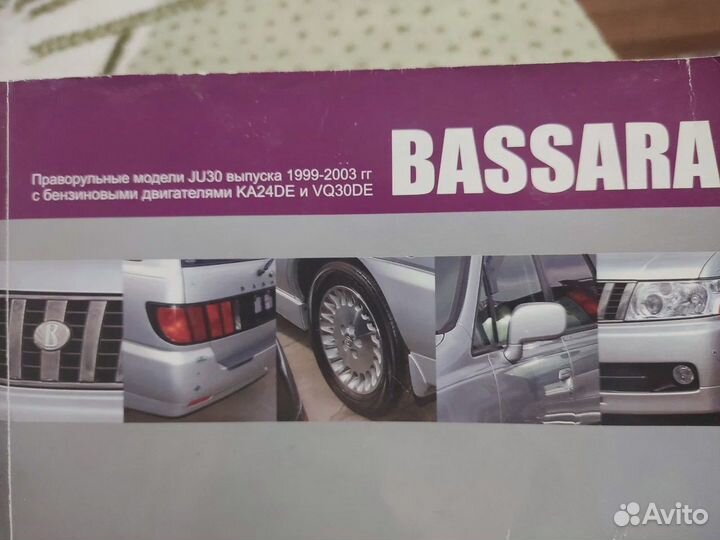 BASSARA
Праворульные модели JU30 выпуска 1999-2003 гг
с бензиновыми двигателями KA24DE и VQ30DE
Avito